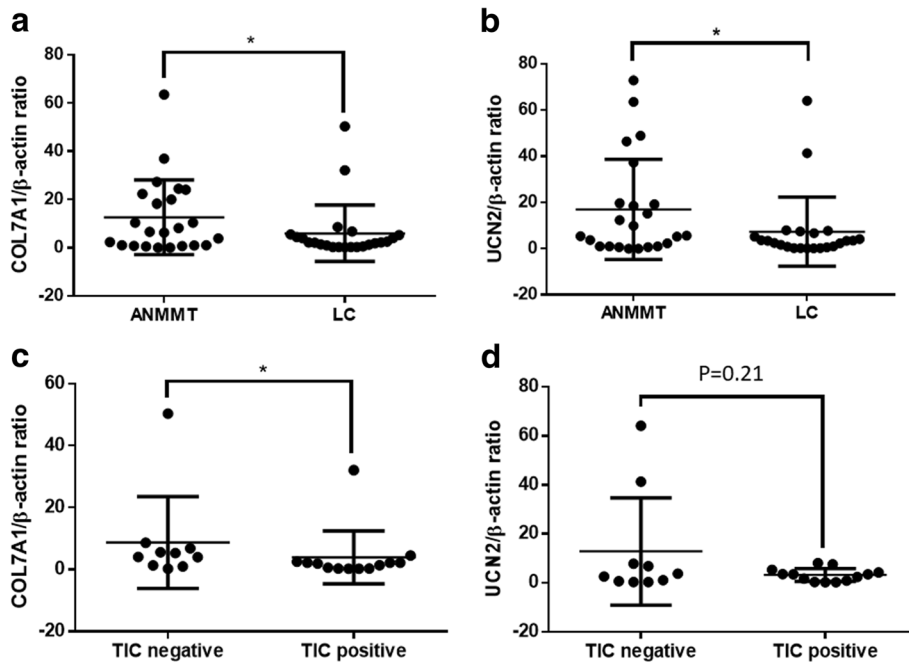 a
*
COL7A1/β-actin ratio
80
60
40
20
0
-20
ANMMT
LC
b
*
UCN2/β-actin ratio
80
60
40
20
0
-20
ANMMT
LC
c
*
COL7A1/β-actin ratio
60
40
20
0
-20
TIC negative
TIC positive
d
P=0.21
UCN2/β-actin ratio
80
60
40
20
0
-20
TIC negative
TIC positive